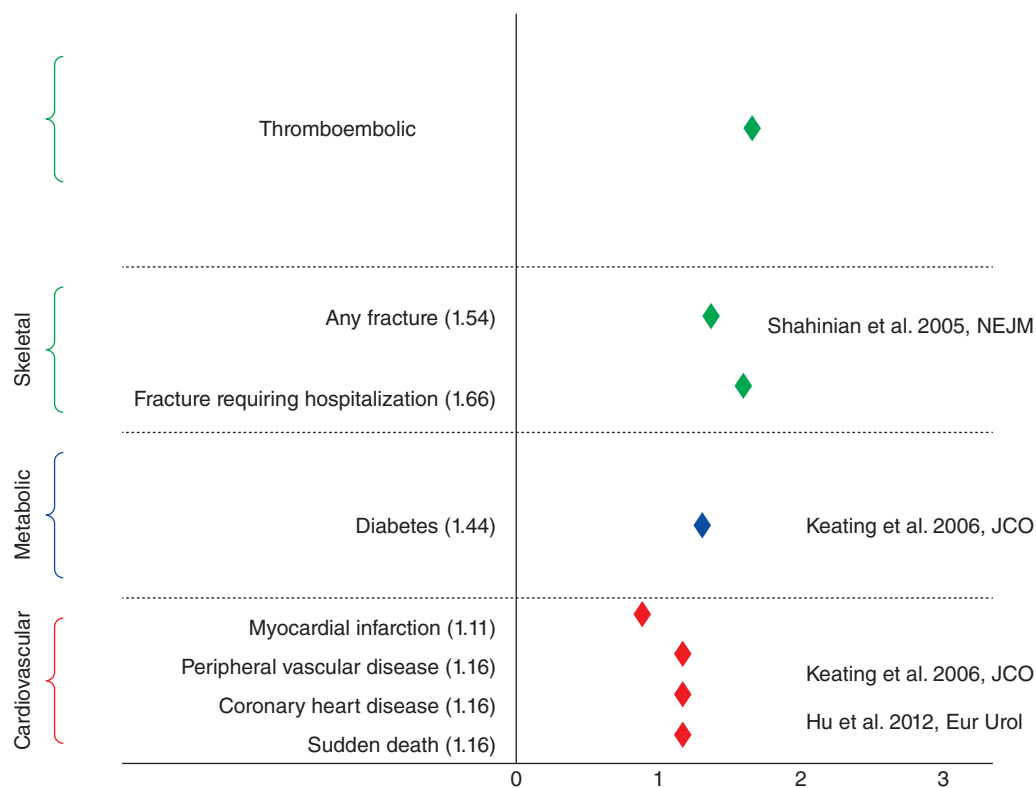 Thromboembolic
Skeletal
Any fracture (1.54)
Shahinian et al. 2005, NEJM
Fracture requiring hospitalization (1.66)
Metabolic
Diabetes (1.44)
Keating et al. 2006, JCO
Cardiovascular
Myocardial infarction (1.11)
Peripheral vascular disease (1.16)
Keating et al. 2006, JCO
Coronary heart disease (1.16)
Hu et al. 2012, Eur Urol
Sudden death (1.16)
0 1 2 3